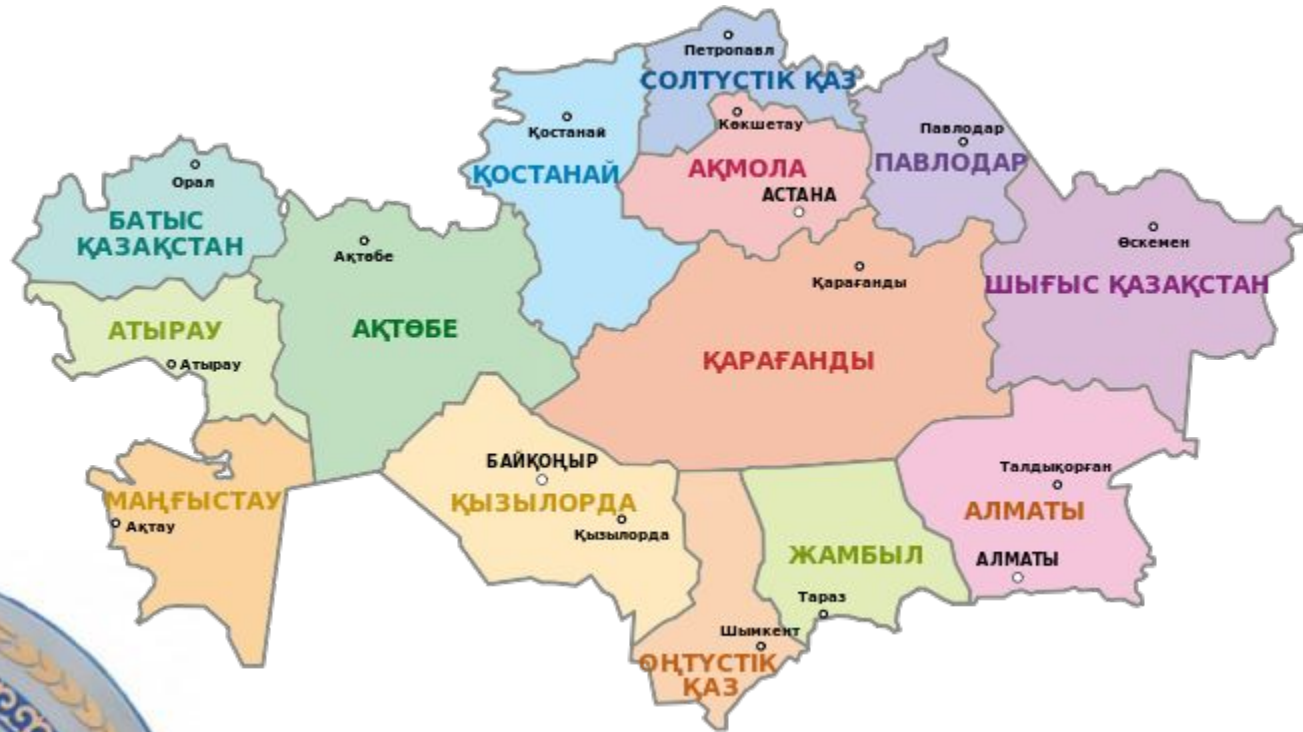 Петропавл
СОЛТҮСТІК ҚАЗ
Көкшетау
Қостанай
Павлодар
ҚОСТАНАЙ
АҚМОЛА
ПАВЛОДАР
АСТАНА
Орал
БАТЫС
ҚАЗАҚСТАН
Ақтөбе
Қарағанды
Өскемен
ШЫҒЫС ҚАЗАҚСТАН
АТЫРАУ
Атырау
АҚТӨБЕ
ҚАРАҒАНДЫ
БАЙҚОҢЫР
ҚЫЗЫЛОРДА
Қызылорда
Талдықорған
АЛМАТЫ
АЛМАТЫ
МАҢҒЫСТАУ
Ақтау
ЖАМБЫЛ
Тараз
Шымкент
ОҢТҮСТІК
ҚАЗ